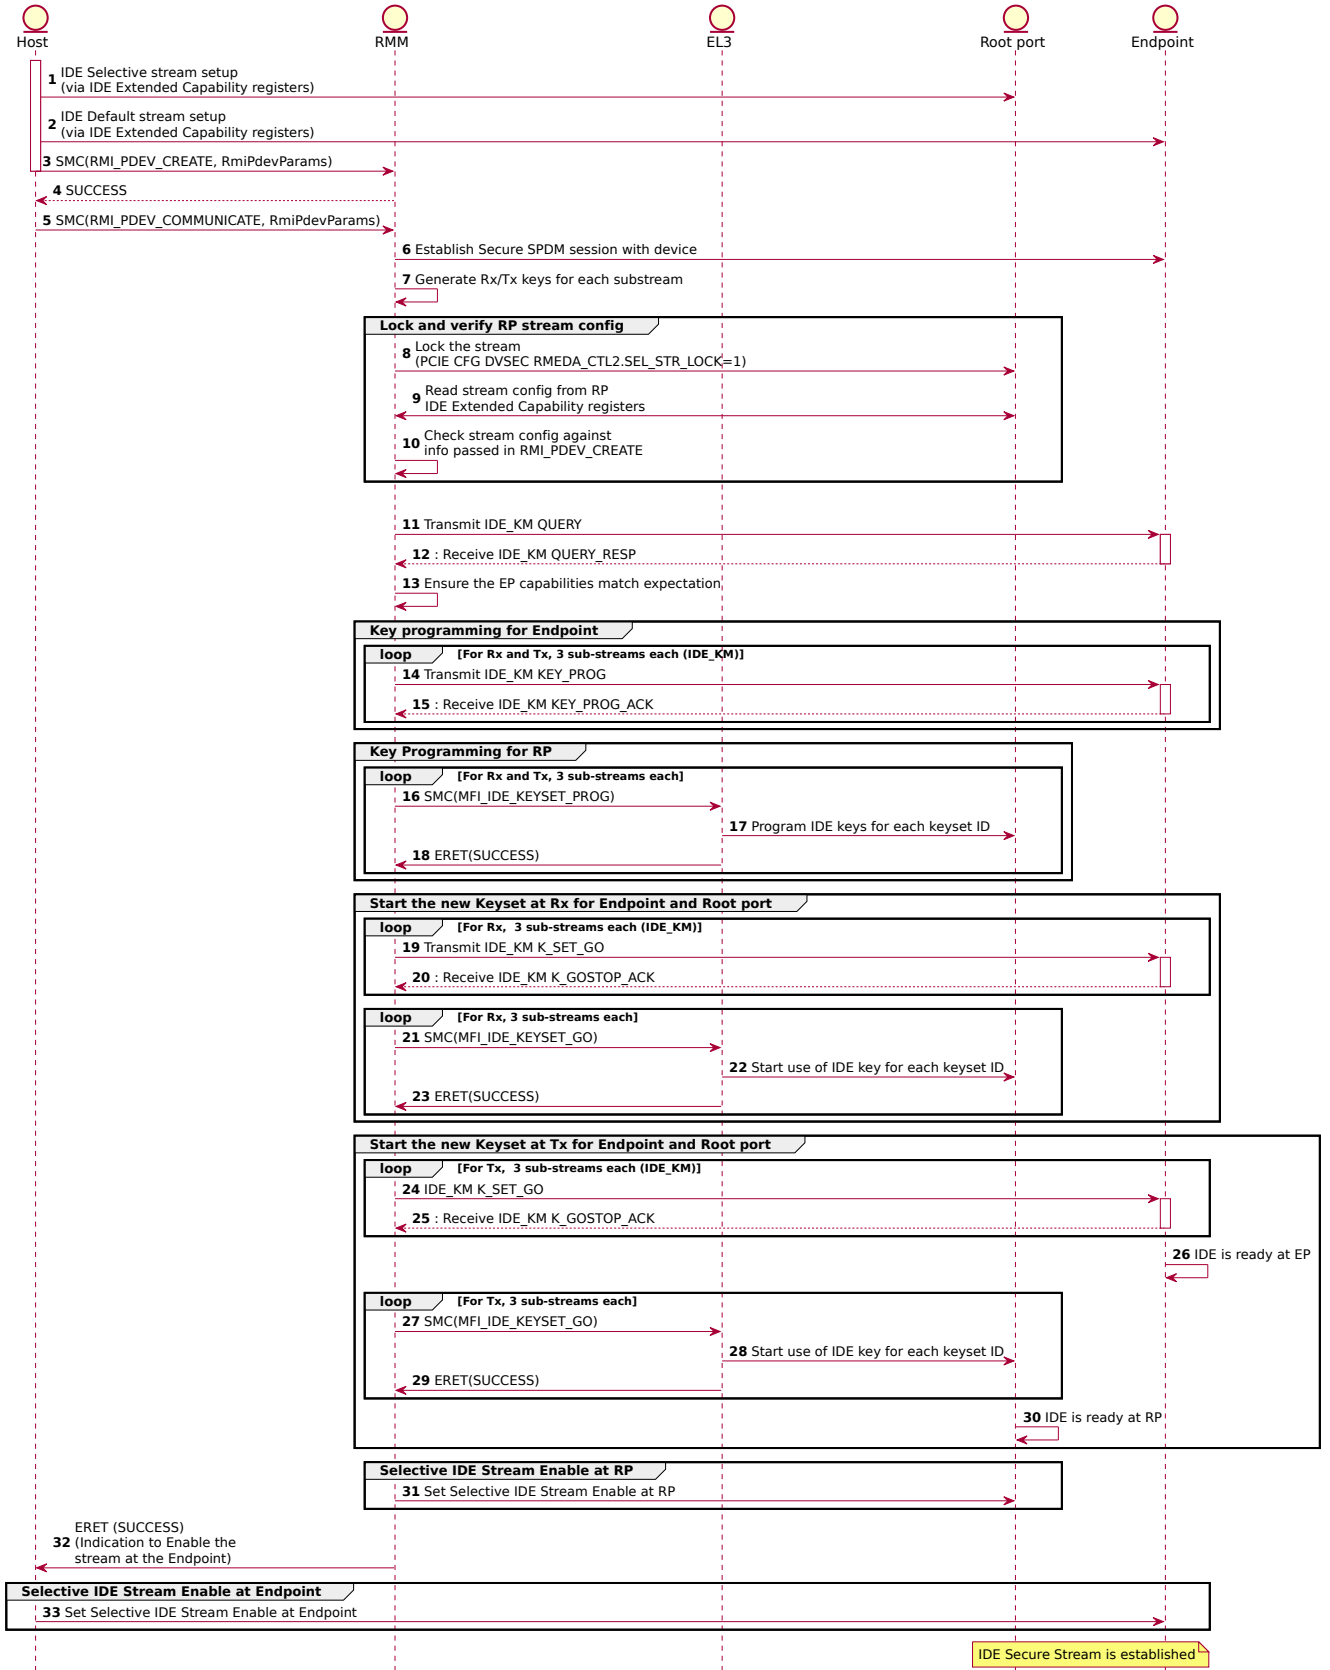 Host
RMM
EL3
Root port
Endpoint
1 IDE Selective stream setup
(via IDE Extended Capability registers)
2 IDE Default stream setup
(via IDE Extended Capability registers)
3 SMC(RMI_PDEV_CREATE, RmiPdevParams)
4 SUCCESS
5 SMC(RMI_PDEV_COMMUNICATE, RmiPdevParams)
6 Establish Secure SPDM session with device
7 Generate Rx/Tx keys for each substream
Lock and verify RP stream config
8 Lock the stream
(PCIE CFG DVSEC RMEDA_CTL2.SEL_STR_LOCK=1)
9 Read stream config from RP
IDE Extended Capability registers
10 Check stream config against
info passed in RMI_PDEV_CREATE
11 Transmit IDE_KM QUERY
12 : Receive IDE_KM QUERY_RESP
13 Ensure the EP capabilities match expectation
Key programming for Endpoint
loop [For Rx and Tx, 3 sub-streams each (IDE_KM)]
14 Transmit IDE_KM KEY_PROG
15 : Receive IDE_KM KEY_PROG_ACK
Key Programming for RP
loop [For Rx and Tx, 3 sub-streams each]
16 SMC(MFI_IDE_KEYSET_PROG)
17 Program IDE keys for each keyset ID
18 ERET(SUCCESS)
Start the new Keyset at Rx for Endpoint and Root port
loop [For Rx, 3 sub-streams each (IDE_KM)]
19 Transmit IDE_KM K_SET_GO
20 : Receive IDE_KM K_GOSTOP_ACK
loop [For Rx, 3 sub-streams each]
21 SMC(MFI_IDE_KEYSET_GO)
22 Start use of IDE key for each keyset ID
23 ERET(SUCCESS)
Start the new Keyset at Tx for Endpoint and Root port
loop [For Tx, 3 sub-streams each (IDE_KM)]
24 IDE_KM K_SET_GO
25 : Receive IDE_KM K_GOSTOP_ACK
26 IDE is ready at EP
loop [For Tx, 3 sub-streams each]
27 SMC(MFI_IDE_KEYSET_GO)
28 Start use of IDE key for each keyset ID
29 ERET(SUCCESS)
30 IDE is ready at RP
Selective IDE Stream Enable at RP
31 Set Selective IDE Stream Enable at RP
ERET (SUCCESS)
32 (Indication to Enable the
stream at the Endpoint)
Selective IDE Stream Enable at Endpoint
33 Set Selective IDE Stream Enable at Endpoint
IDE Secure Stream is established